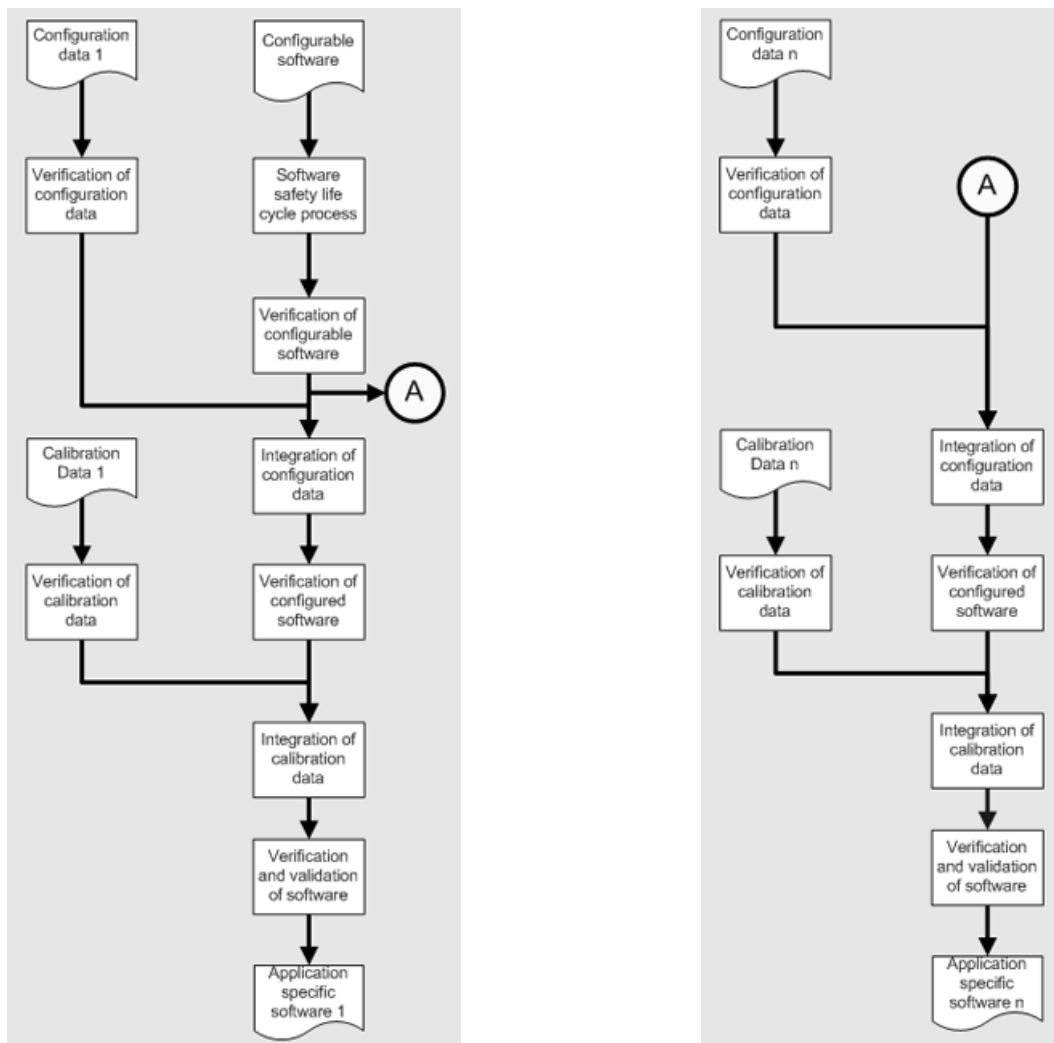 Configuration
data 1
Configurable
software
Verification of
configuration
data
Software
safety life
cycle process
Verification of
configurable
software
A
Calibration
Data 1
Integration of
configuration
data
Verification of
calibration
data
Verification of
configured
software
Integration of
calibration
data
Verification
and validation
of software
Application
specific
software 1
Configuration
data n
Verification of
configuration
data
A
Calibration
Data n
Integration of
configuration
data
Verification of
calibration
data
Verification of
configured
software
Integration of
calibration
data
Verification
and validation
of software
Application
specific
software n